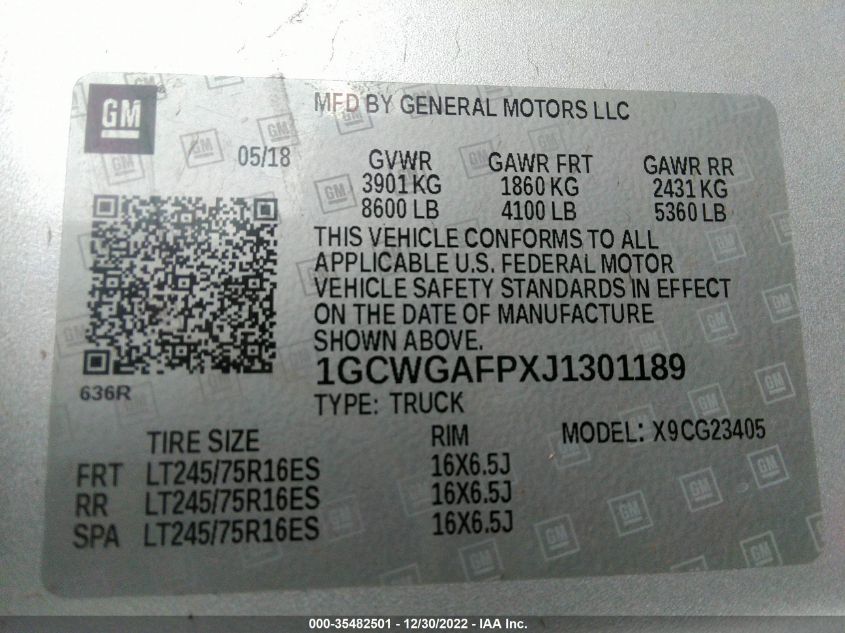 GM
MFD BY GENERAL MOTORS LLC
05/18
GVWR GAWR FRT GAWR RR
3901 KG 1860 KG 2431 KG
8600 LB 4100 LB 5360 LB
THIS VEHICLE CONFORMS TO ALL
APPLICABLE U.S. FEDERAL MOTOR
VEHICLE SAFETY STANDARDS IN EFFECT
ON THE DATE OF MANUFACTURE
SHOWN ABOVE.
1GCWGAFPXJ1301189
636R
TYPE: TRUCK
TIRE SIZE RIM MODEL: X9CG23405
FRT LT245/75R16ES 16X6.5J
RR LT245/75R16ES 16X6.5J
SPA LT245/75R16ES 16X6.5J
000-35482501 - 12/30/2022 - IAA Inc.